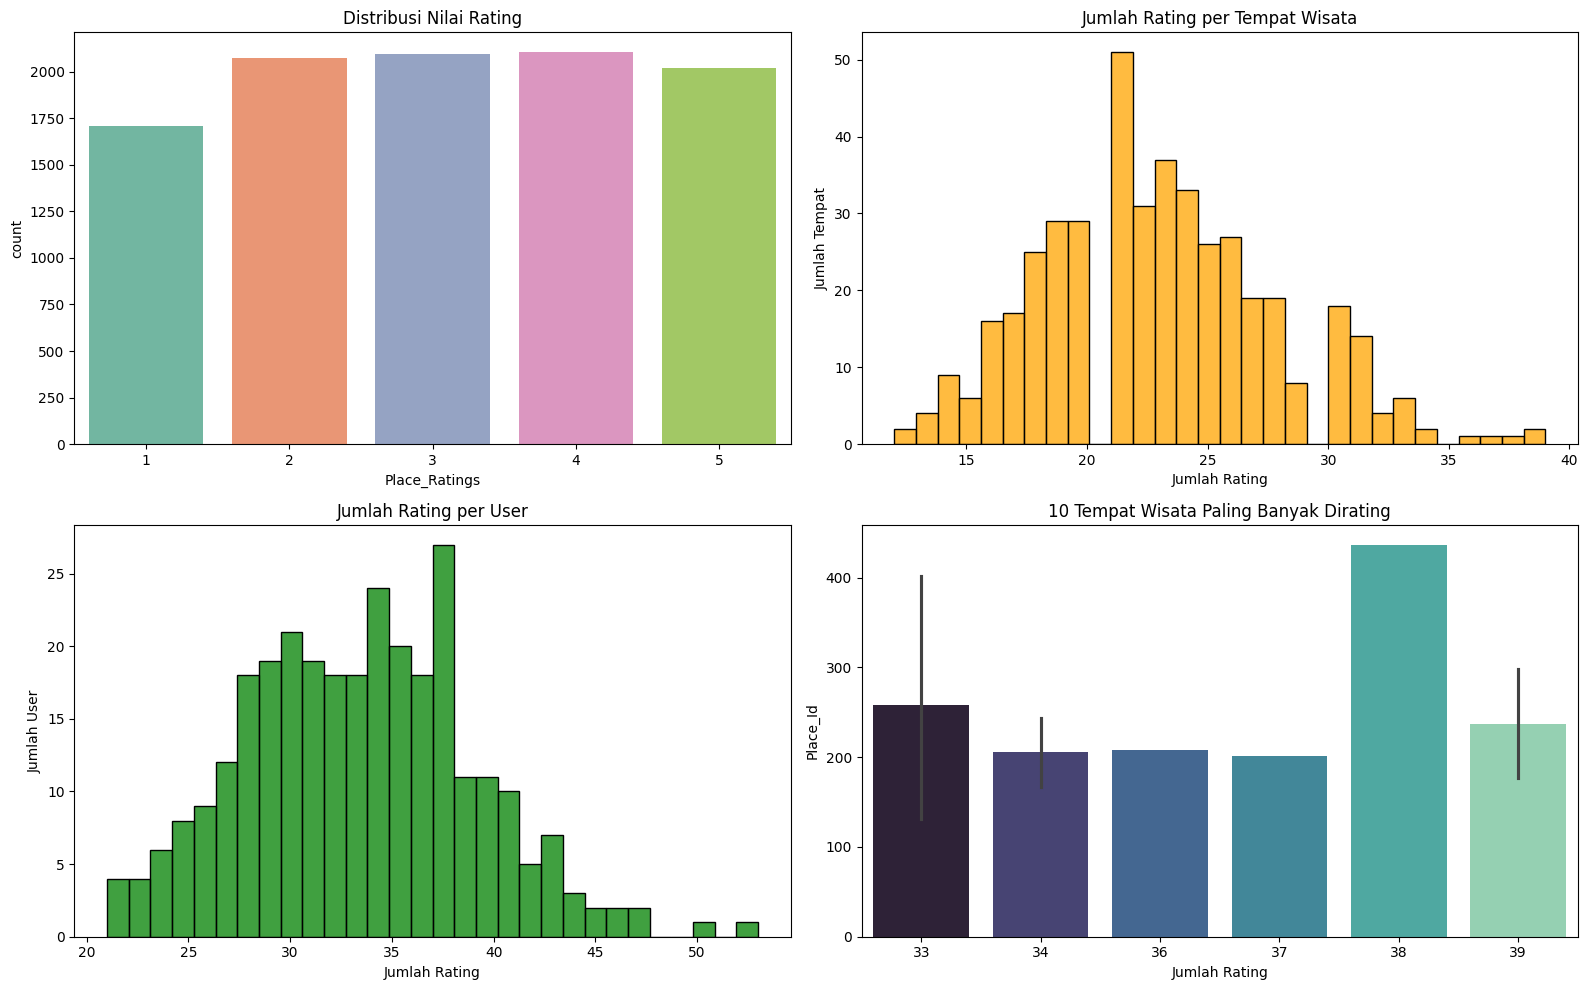 Distribusi Nilai Rating
2000
1750
1500
1250
1000
750
500
250
0
count
1 2 3 4 5
Place_Ratings
Jumlah Rating per Tempat Wisata
50
40
30
20
10
0
Jumlah Tempat
15 20 25 30 35 40
Jumlah Rating
Jumlah Rating per User
25
20
15
10
5
0
Jumlah User
20 25 30 35 40 45 50
Jumlah Rating
10 Tempat Wisata Paling Banyak Dirating
400
300
200
100
0
Place_Id
33 34 36 37 38 39
Jumlah Rating